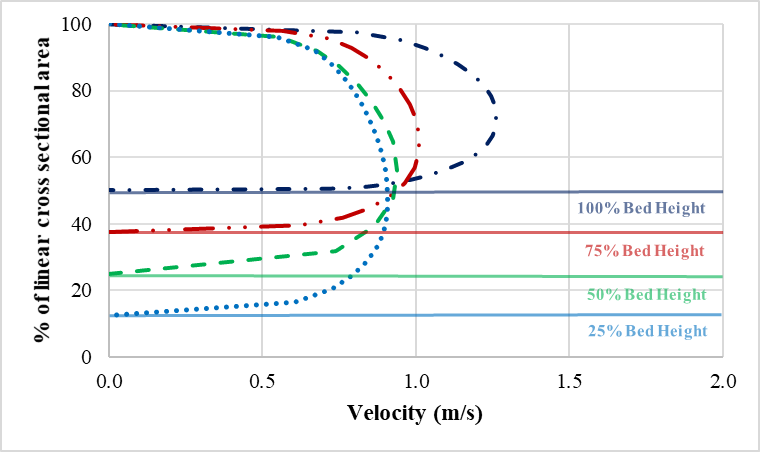 % of linear cross sectional area
100
80
60
40
20
0
100% Bed Height
75% Bed Height
50% Bed Height
25% Bed Height
0.0 0.5 1.0 1.5 2.0
Velocity (m/s)